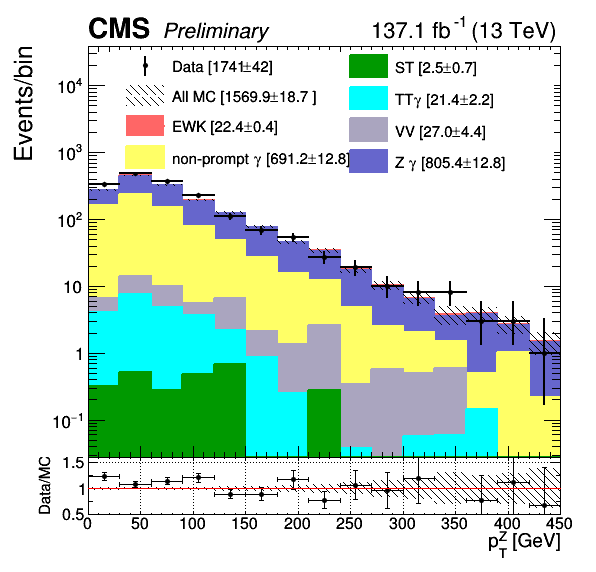 CMS Preliminary 137.1 fb⁻¹ (13 TeV)
Events/bin
10⁴
10³
10²
10
1
10⁻¹
Data [1741±42]
All MC [1569.9±18.7 ]
EWK [22.4±0.4]
non-prompt γ [691.2±12.8]
ST [2.5±0.7]
TTγ [21.4±2.2]
VV [27.0±4.4]
Z γ [805.4±12.8]
Data/MC
1.5
1
0.5
0 50 100 150 200 250 300 350 400 450
p_T^Z [GeV]